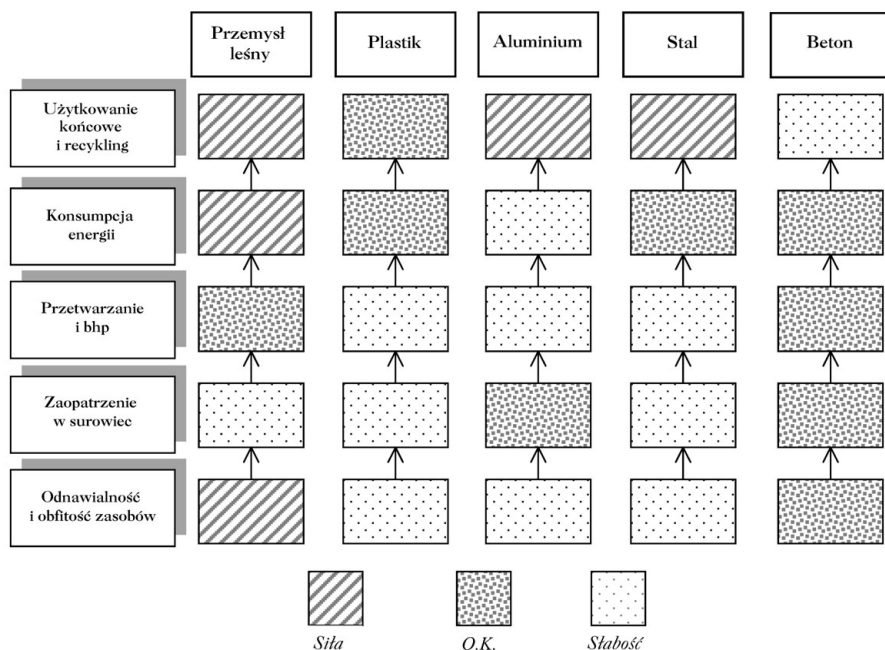 Przemysł
leśny
Plastik
Aluminium
Stal
Beton
Użytkowanie
końcowe
i recykling
Konsumpcja
energii
Przetwarzanie
i bhp
Zaopatrzenie
w surowiec
Odnawialność
i obfitość zasobów
Siła
O.K.
Słabość